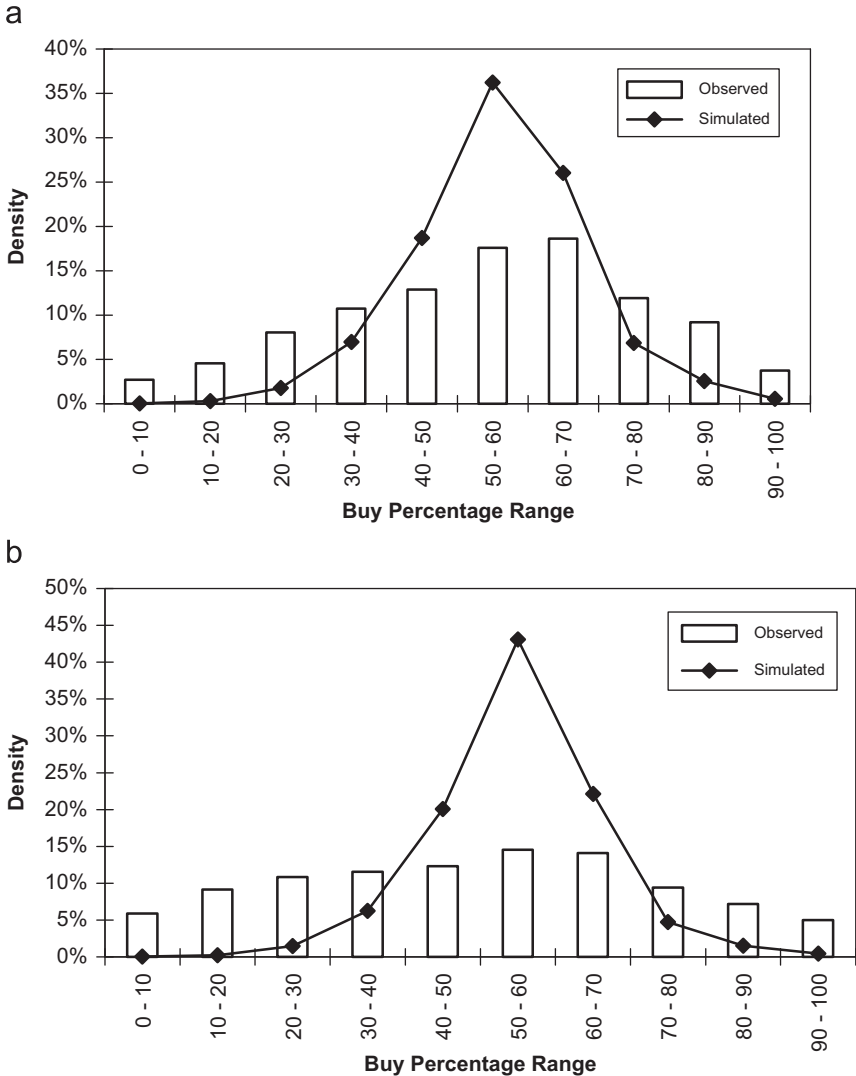 a
40%
35%
30%
25%
20%
15%
10%
5%
0%
Density
Observed
Simulated
0 - 10
10 - 20
20 - 30
30 - 40
40 - 50
50 - 60
60 - 70
70 - 80
80 - 90
90 - 100
Buy Percentage Range
b
50%
45%
40%
35%
30%
25%
20%
15%
10%
5%
0%
Density
Observed
Simulated
0 - 10
10 - 20
20 - 30
30 - 40
40 - 50
50 - 60
60 - 70
70 - 80
80 - 90
90 - 100
Buy Percentage Range